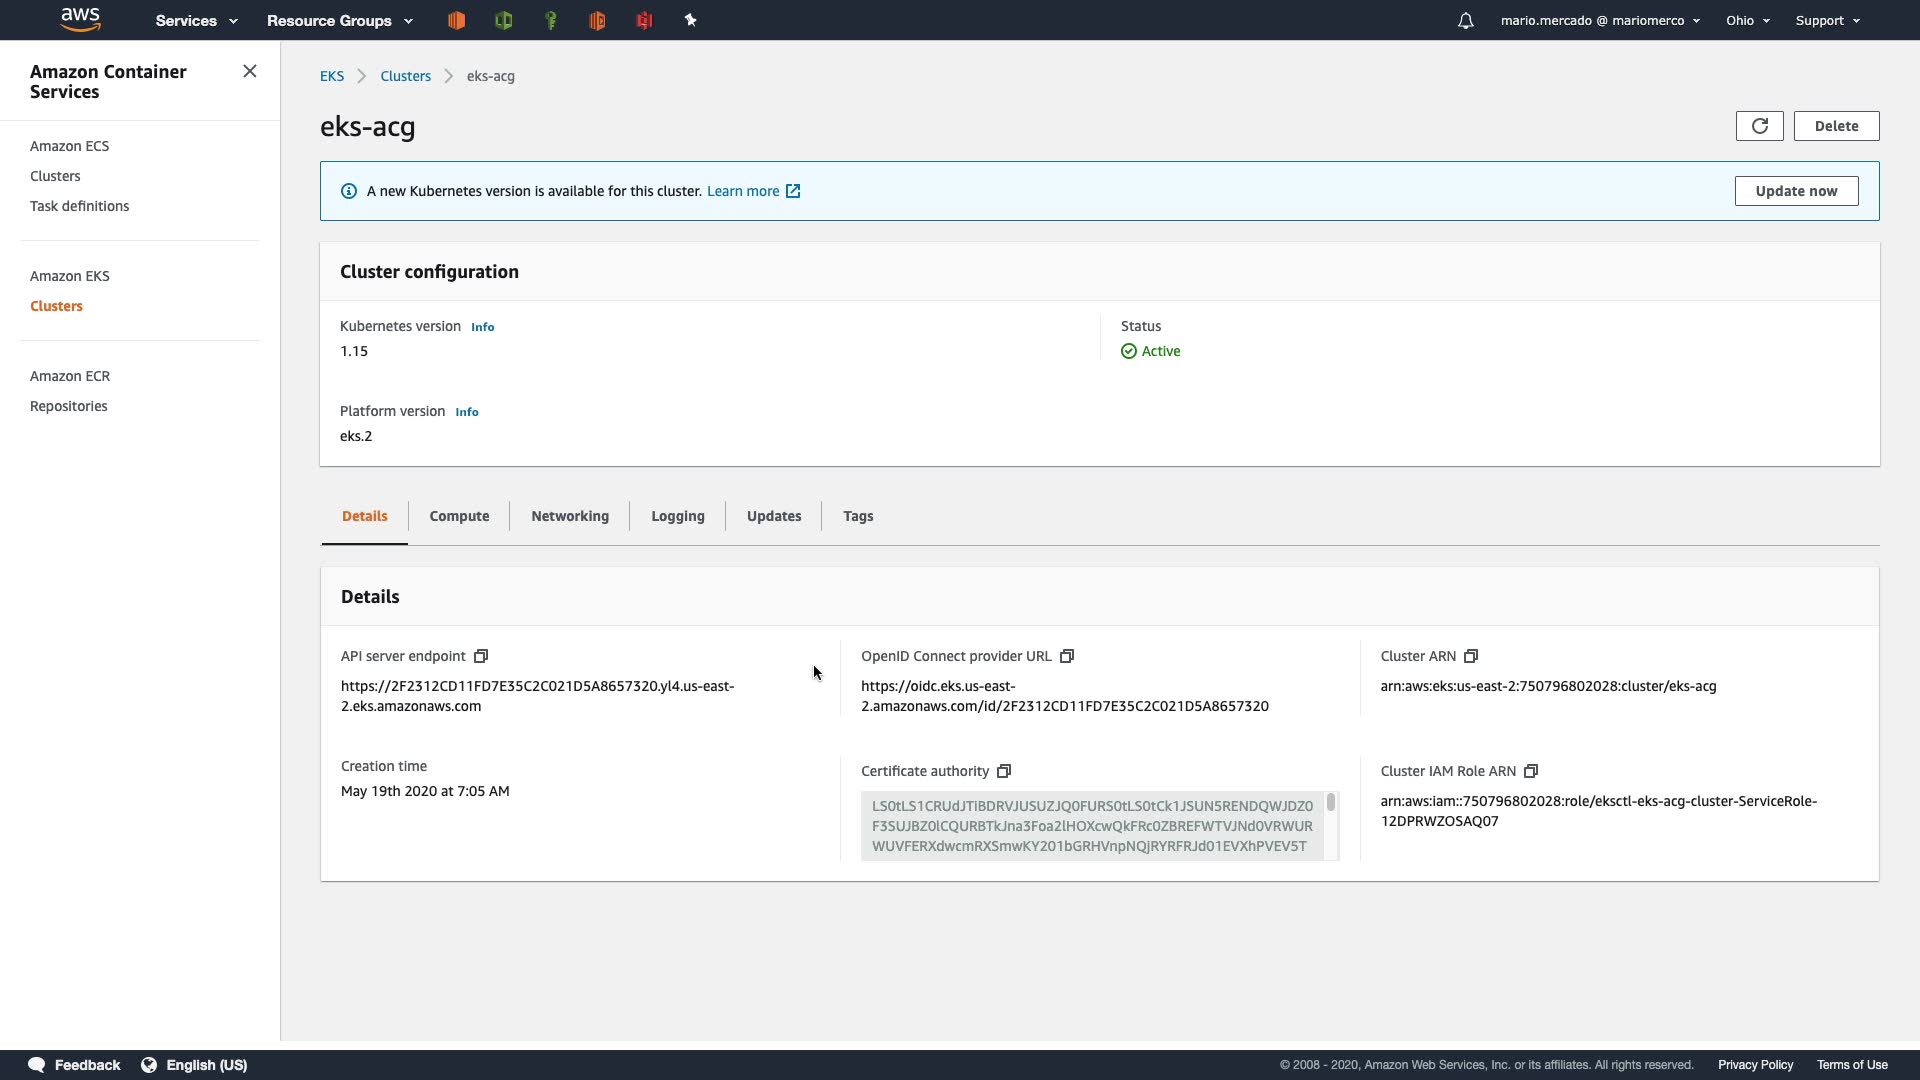 aws
Services
Resource Groups
mario.mercado @ mariomerco
Ohio
Support
Amazon Container
Services
Amazon ECS
Clusters
Task definitions
Amazon EKS
Clusters
Amazon ECR
Repositories
EKS
Clusters
eks-acg
eks-acg
Delete
A new Kubernetes version is available for this cluster. Learn more
Update now
Cluster configuration
Kubernetes version Info
1.15
Status
Active
Platform version Info
eks.2
Details
Compute
Networking
Logging
Updates
Tags
Details
API server endpoint
https://2F2312CD11FD7E35C2C021D5A8657320.yl4.us-east-
2.eks.amazonaws.com
OpenID Connect provider URL
https://oidc.eks.us-east-
2.amazonaws.com/id/2F2312CD11FD7E35C2C021D5A8657320
Cluster ARN
arn:aws:eks:us-east-2:750796802028:cluster/eks-acg
Creation time
May 19th 2020 at 7:05 AM
Certificate authority
LS0tLS1CRUdJTiBDRVJUSUZJQ0FURS0tLS0tCk1JSUN5RENDQWJDZ0
F3SUJBZ0lCQURBTkJna3Foa2lHOXcwQkFRc0ZBREFWTVJNd0VRWUR
WUVFERXdwcmRXSmwKY201bGRHVnpNQjRYRFRJd01EVXhPVEV5T
Cluster IAM Role ARN
arn:aws:iam::750796802028:role/eksctl-eks-acg-cluster-ServiceRole-
12DPRWZOSAQ07
Feedback
English (US)
© 2008 - 2020, Amazon Web Services, Inc. or its affiliates. All rights reserved.
Privacy Policy
Terms of Use